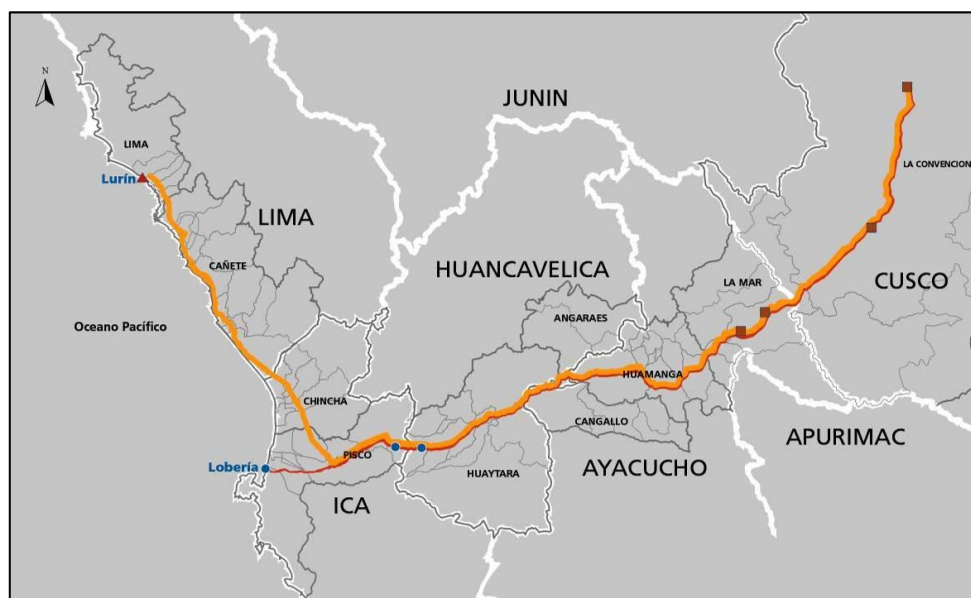 N
JUNIN
LIMA
LA CONVENCION
Lurín
LIMA
HUANCAVELICA
CUSCO
CAÑETE
LA MAR
ANGARAES
Oceano Pacífico
HUAMANGA
CHINCHA
CANGALLO
APURIMAC
PISCO
Lobería
HUAYTARA
AYACUCHO
ICA